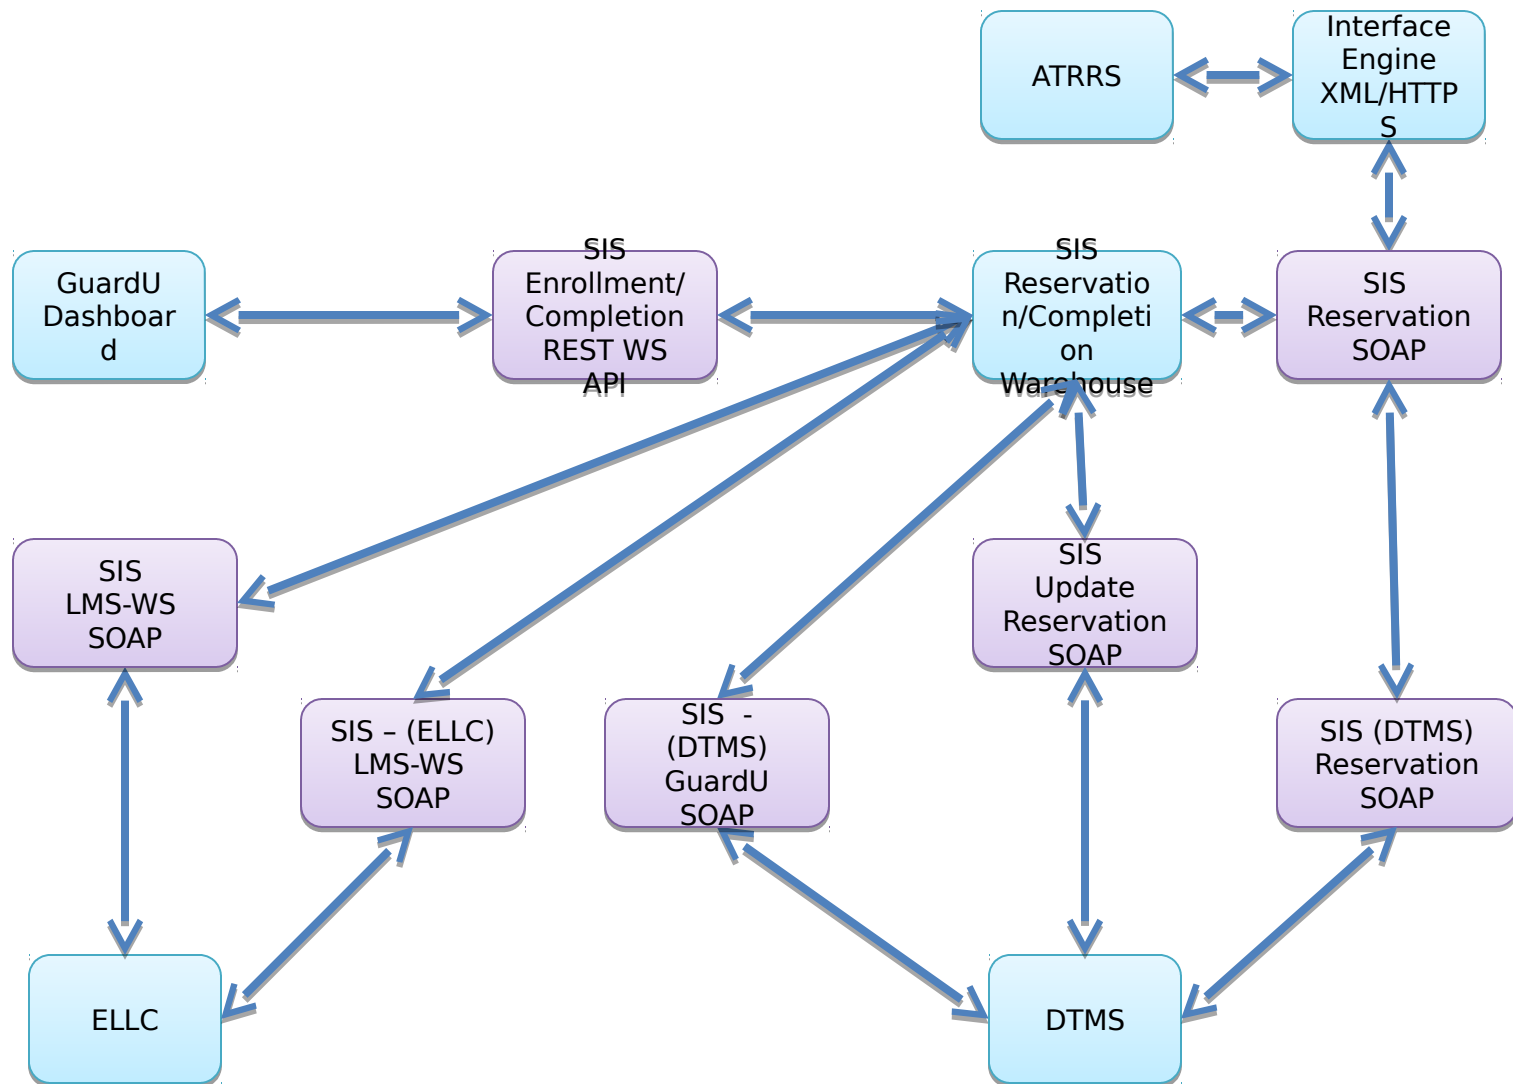 ATRRS
Interface
Engine
XML/HTTP
S
GuardU
Dashboar
d
SIS
Enrollment/
Completion
REST WS
API
SIS
Reservatio
n/Completi
on
Warehouse
SIS
Reservation
SOAP
SIS
LMS-WS
SOAP
SIS
Update
Reservation
SOAP
SIS – (ELLC)
LMS-WS
SOAP
SIS  -
(DTMS)
GuardU
SOAP
SIS (DTMS)
Reservation
SOAP
ELLC
DTMS